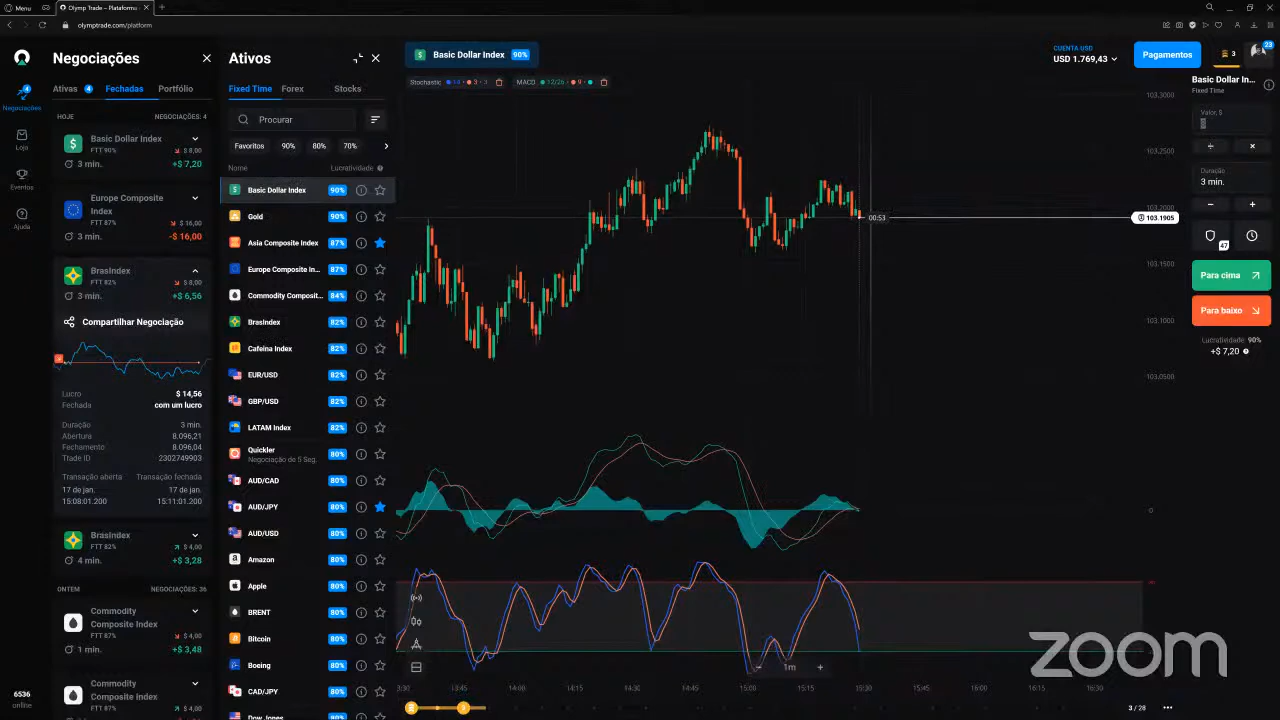 Menu
Olymp Trade - Plataforma
olymptrade.com/platform
Negociações
Ativas 4 Fechadas Portfólio
HOJE NEGOCIAÇÕES: 4
Basic Dollar Index
FTT 90% $ 8,00
3 min. +$ 7,20
Europe Composite
Index
FTT 87% $ 16,00
3 min. -$ 16,00
BrasIndex
FTT 82% $ 8,00
3 min. +$ 6,56
Compartilhar Negociação
Lucro $ 14,56
Fechada com um lucro
Duração 3 min.
Abertura 8.096,21
Fechamento 8.096,04
Trade ID 2302749903
Transação aberta Transação fechada
17 de jan. 17 de jan.
15:08:01.200 15:11:01.200
BrasIndex
FTT 82% $ 4,00
4 min. +$ 3,28
ONTEM NEGOCIAÇÕES: 36
Commodity
Composite Index
FTT 87% $ 4,00
1 min. +$ 3,48
Commodity
Composite Index
FTT 87% $ 4,00
4
Negociações
Loja
Eventos
Ajuda
6536
online
Ativos
Fixed Time Forex Stocks
Procurar
Favoritos 90% 80% 70%
Nome Lucratividade
Basic Dollar Index 90%
Gold 90%
Asia Composite Index 87%
Europe Composite In... 87%
Commodity Composit... 84%
BrasIndex 82%
Cafeína Index 82%
EUR/USD 82%
GBP/USD 82%
LATAM Index 82%
Quickler 80%
Negociação de 5 Seg.
AUD/CAD 80%
AUD/JPY 80%
AUD/USD 80%
Amazon 80%
Apple 80%
BRENT 80%
Bitcoin 80%
Boeing 80%
CAD/JPY 80%
Dow Jones 80%
Basic Dollar Index 90%
Stochastic 14 3 3 MACD 12/26 9
CUENTA USD
USD 1.769,43
Pagamentos
3
23
103.3000
103.2500
103.2000
103.1500
103.1000
103.0500
00:53
103.1905
0
1m
3:30 13:45 14:00 14:15 14:30 14:45 15:00 15:15 15:30 15:45 16:00 16:15 16:30
3 / 28
Basic Dollar In...
Fixed Time
Valor, $
÷ ×
Duração
3 min.
− +
47
Para cima
Para baixo
Lucratividade: 90%
+$ 7,20
zoom